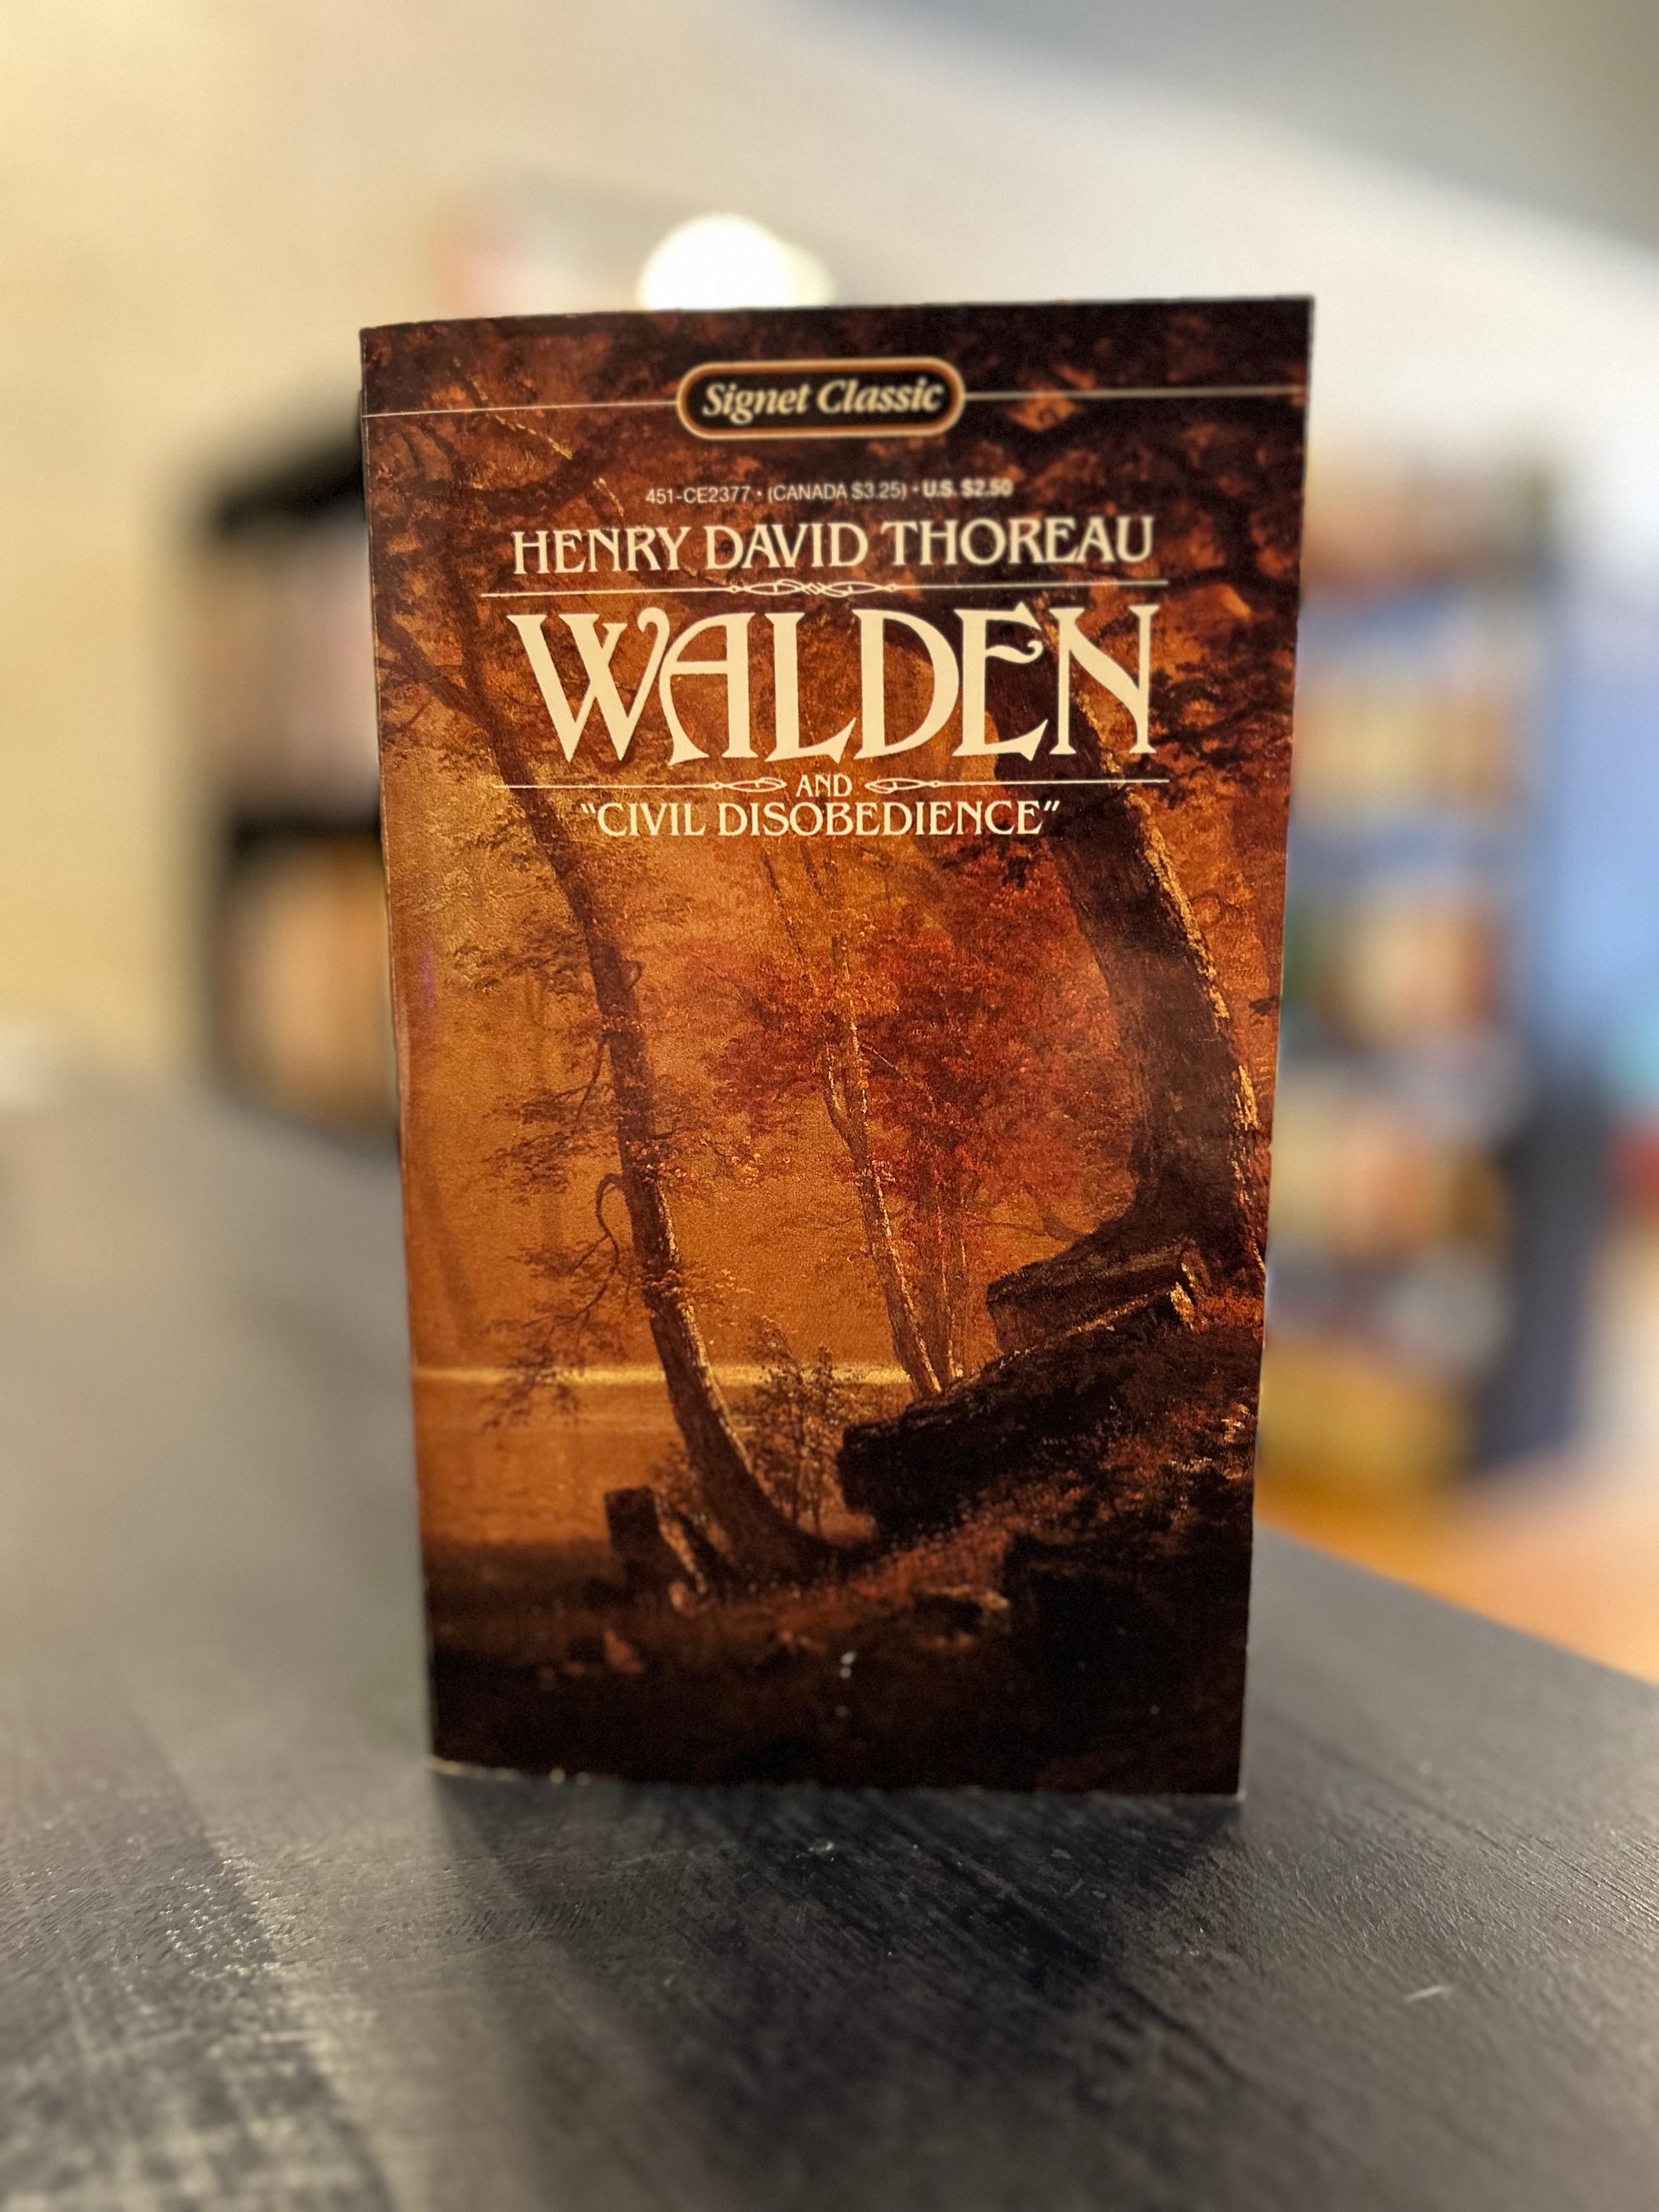 Signet Classic
451-CE2377 • (CANADA $3.25) • U.S. $2.50
HENRY DAVID THOREAU
WALDEN
AND
"CIVIL DISOBEDIENCE"